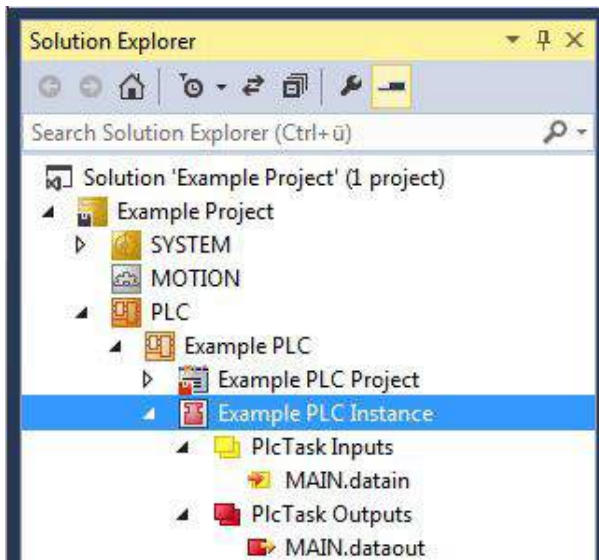 Solution Explorer
Search Solution Explorer (Ctrl+ü)
Solution 'Example Project' (1 project)
Example Project
SYSTEM
MOTION
PLC
Example PLC
Example PLC Project
Example PLC Instance
PlcTask Inputs
MAIN.datain
PlcTask Outputs
MAIN.dataout